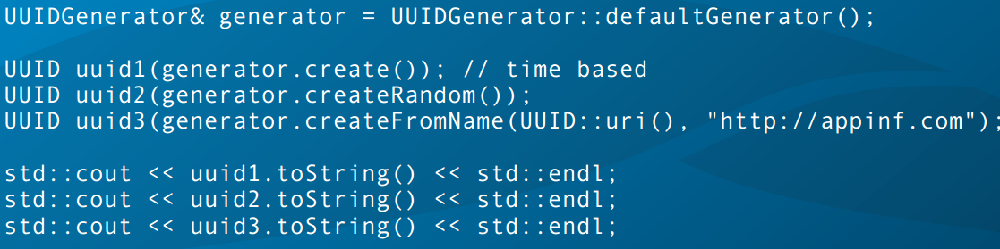 UUIDGenerator& generator = UUIDGenerator::defaultGenerator();
UUID uuid1(generator.create()); // time based
UUID uuid2(generator.createRandom());
UUID uuid3(generator.createFromName(UUID::uri(), "http://appinf.com");
std::cout << uuid1.toString() << std::endl;
std::cout << uuid2.toString() << std::endl;
std::cout << uuid3.toString() << std::endl;